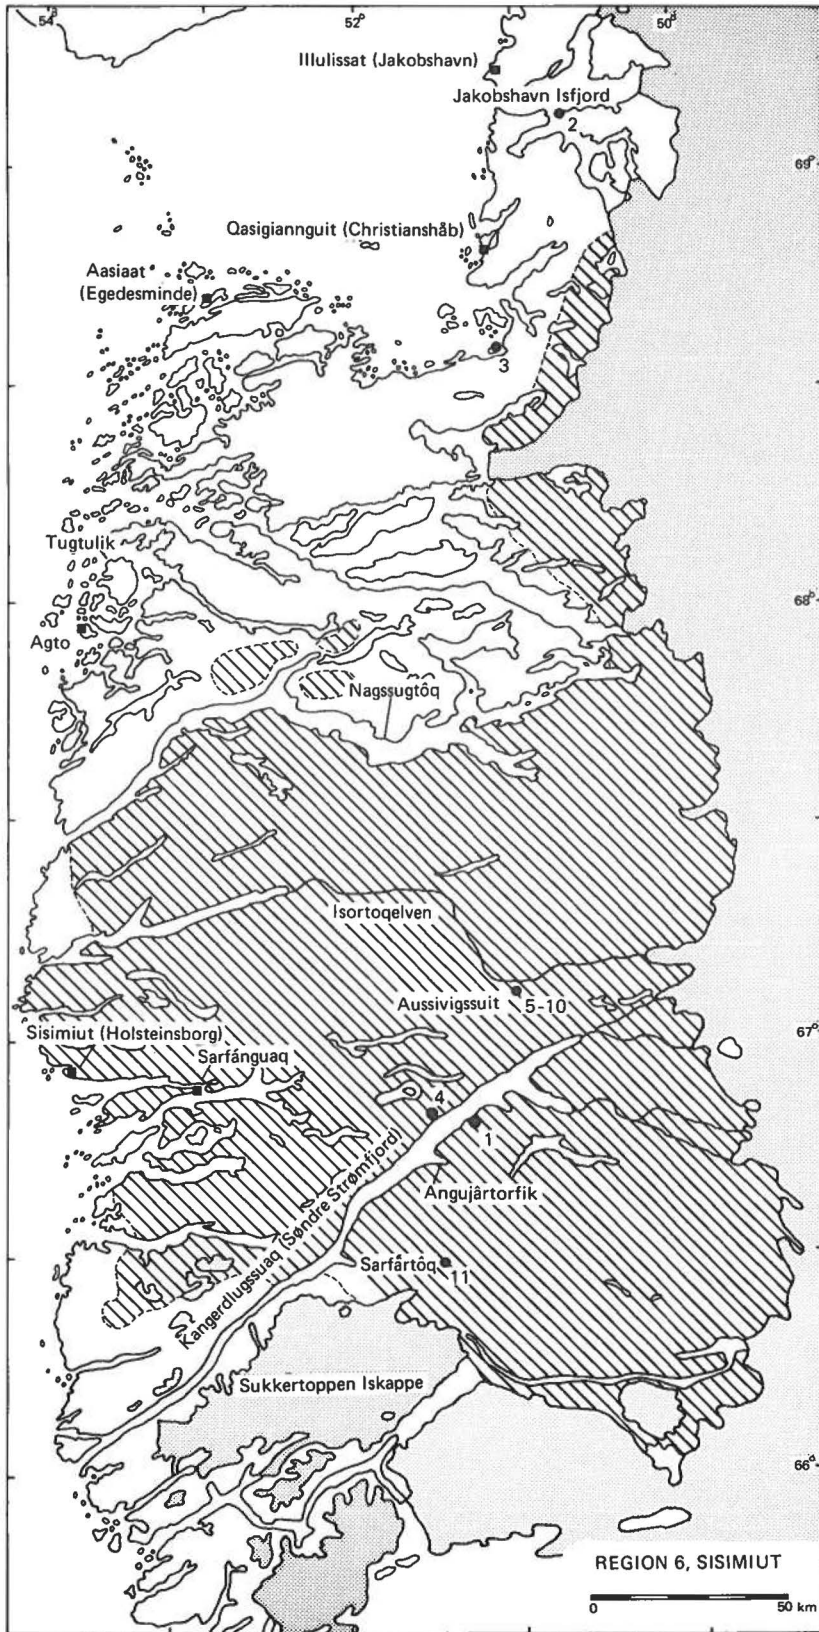 54°
52°
50°
Illulissat (Jakobshavn)
Jakobshavn Isfjord
2
69°
Qasigiannguit (Christianshåb)
Aasiaat
(Egedesminde)
3
Tugtulik
68°
Agto
Nagssugtôq
Isortoqelven
Aussivigssuit
5-10
67°
Sisimiut (Holsteinsborg)
Sarfánguaq
4
1
Angujârtorfik
Kangerdlugssuaq (Søndre Strømfjord)
Sarfártôq
11
Sukkertoppen Iskappe
66°
REGION 6, SISIMIUT
0 50 km